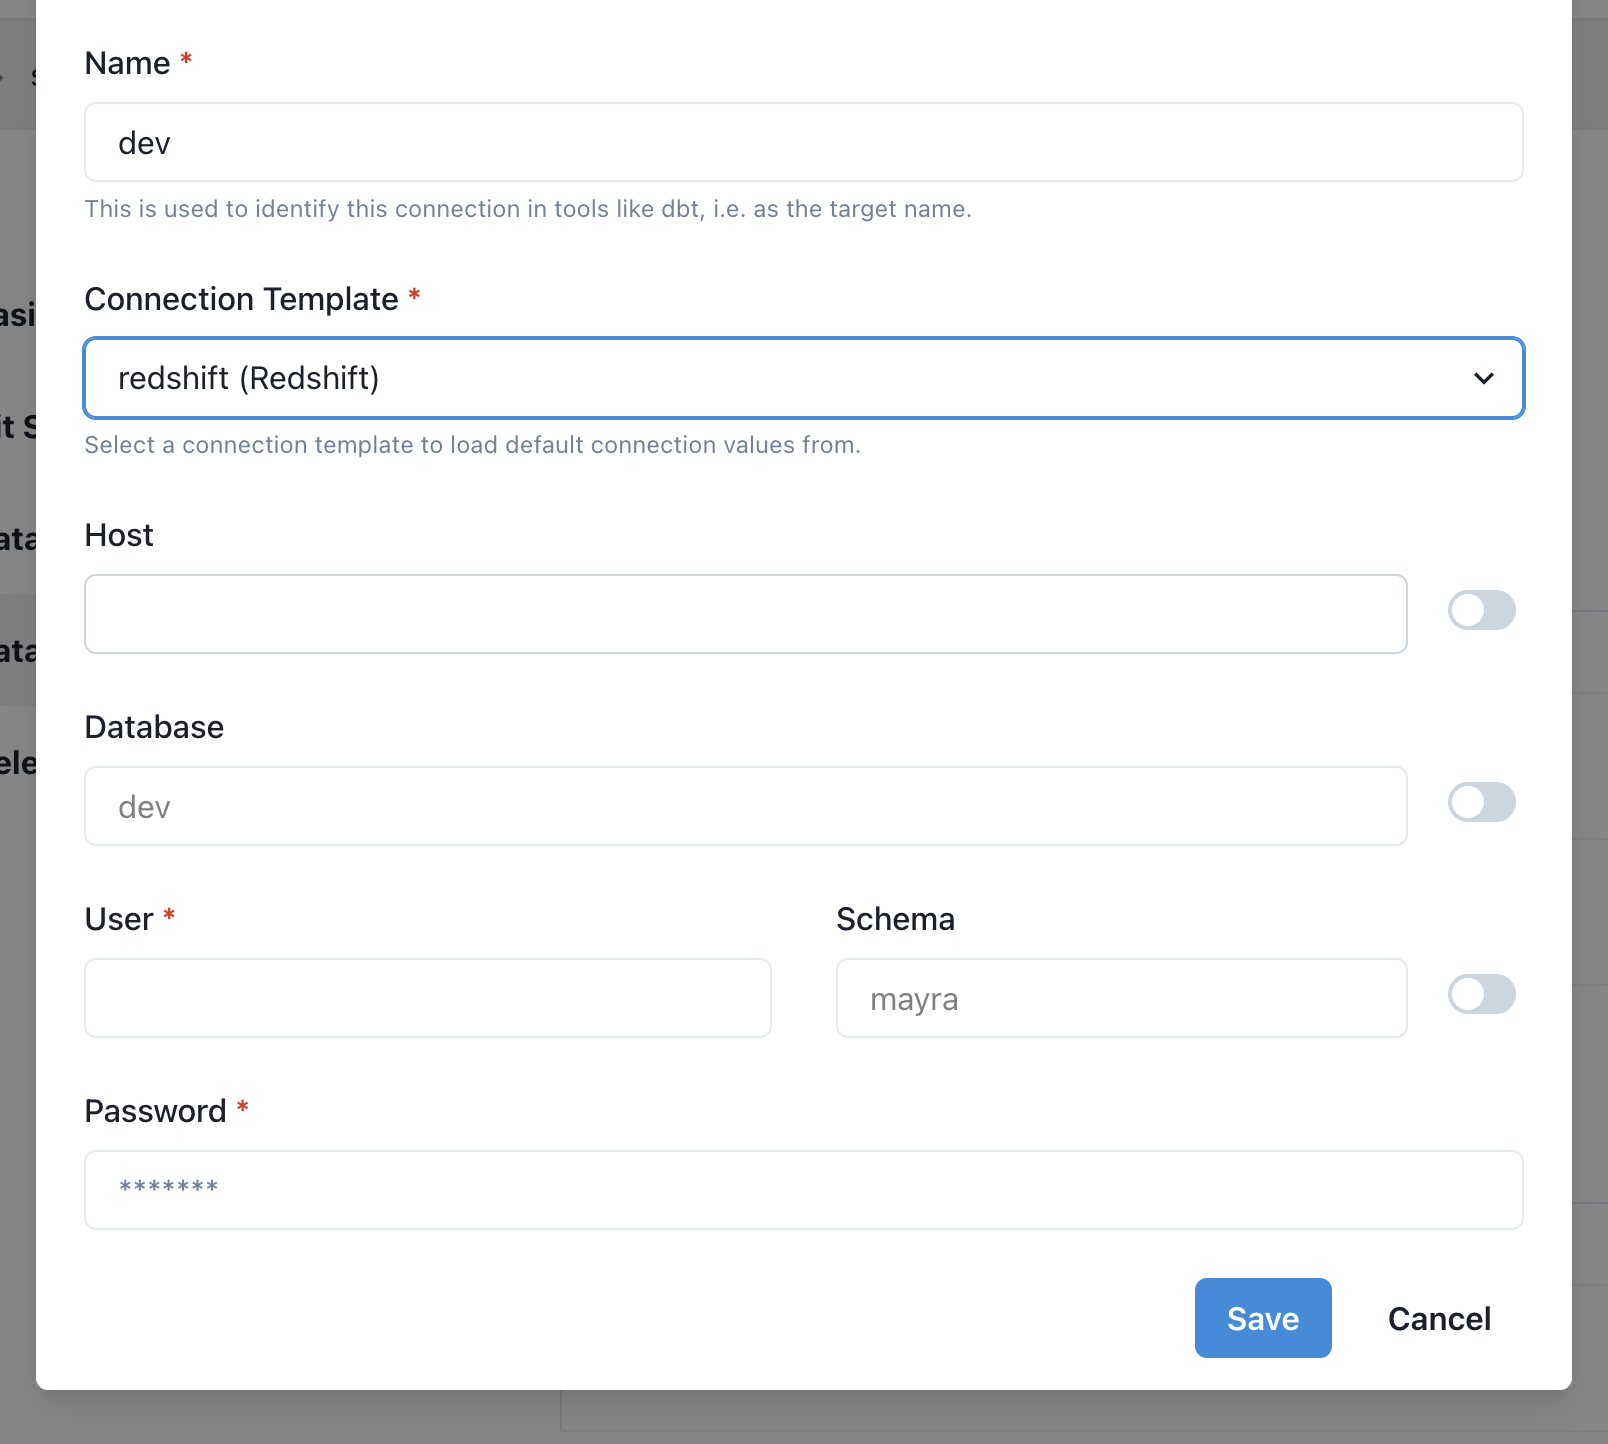 Name *
dev
This is used to identify this connection in tools like dbt, i.e. as the target name.
Connection Template *
redshift (Redshift)
Select a connection template to load default connection values from.
Host
Database
dev
User *
Schema
mayra
Password *
*******
Save
Cancel